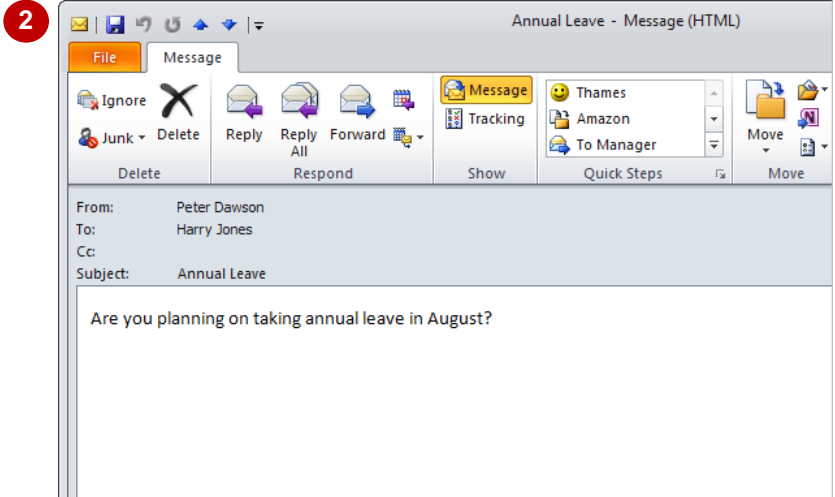 2
Annual Leave - Message (HTML)
File Message
Ignore
Junk
Delete
Reply
Reply All
Forward
Message
Tracking
Thames
Amazon
To Manager
Move
Delete Respond Show Quick Steps Move
From: Peter Dawson
To: Harry Jones
Cc:
Subject: Annual Leave
Are you planning on taking annual leave in August?